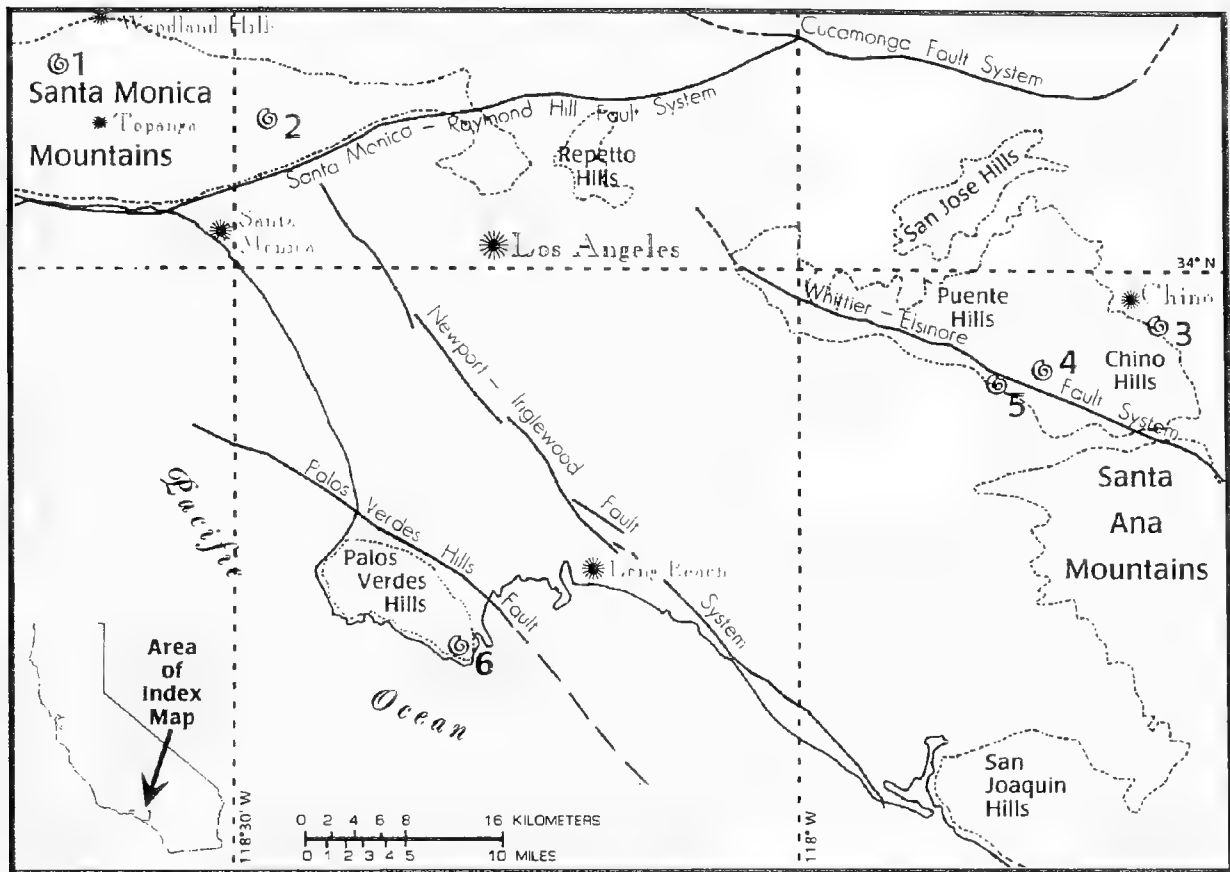 Woodland Hills
1
Santa Monica
Topanga
Mountains
2
Cucamonga Fault System
Santa Monica – Raymond Hill Fault System
Repetto
Hills
San Jose Hills
Santa
Monica
Los Angeles
34° N
Puente
Hills
Chino
3
Whittier – Elsinore
Fault System
4
Chino
Hills
5
Newport – Inglewood
Fault
System
Palos Verdes Hills
Fault
Pacific
Ocean
Palos
Verdes
Hills
6
Long Beach
Santa
Ana
Mountains
Area
of
Index
Map
San
Joaquin
Hills
118°30' W
118° W
0 2 4 6 8 16 KILOMETERS
0 1 2 3 4 5 10 MILES